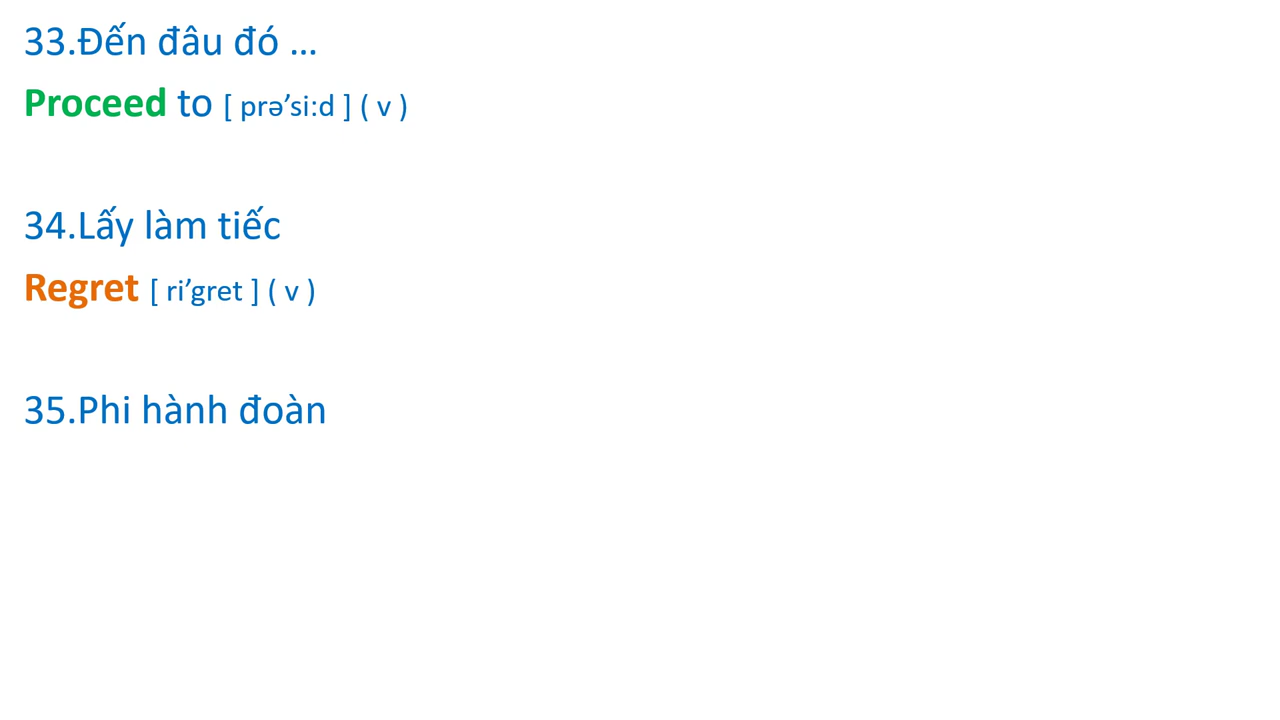 33.Đến đâu đó ...
Proceed to [ prə’si:d ] ( v )
34.Lấy làm tiếc
Regret [ ri’gret ] ( v )
35.Phi hành đoàn